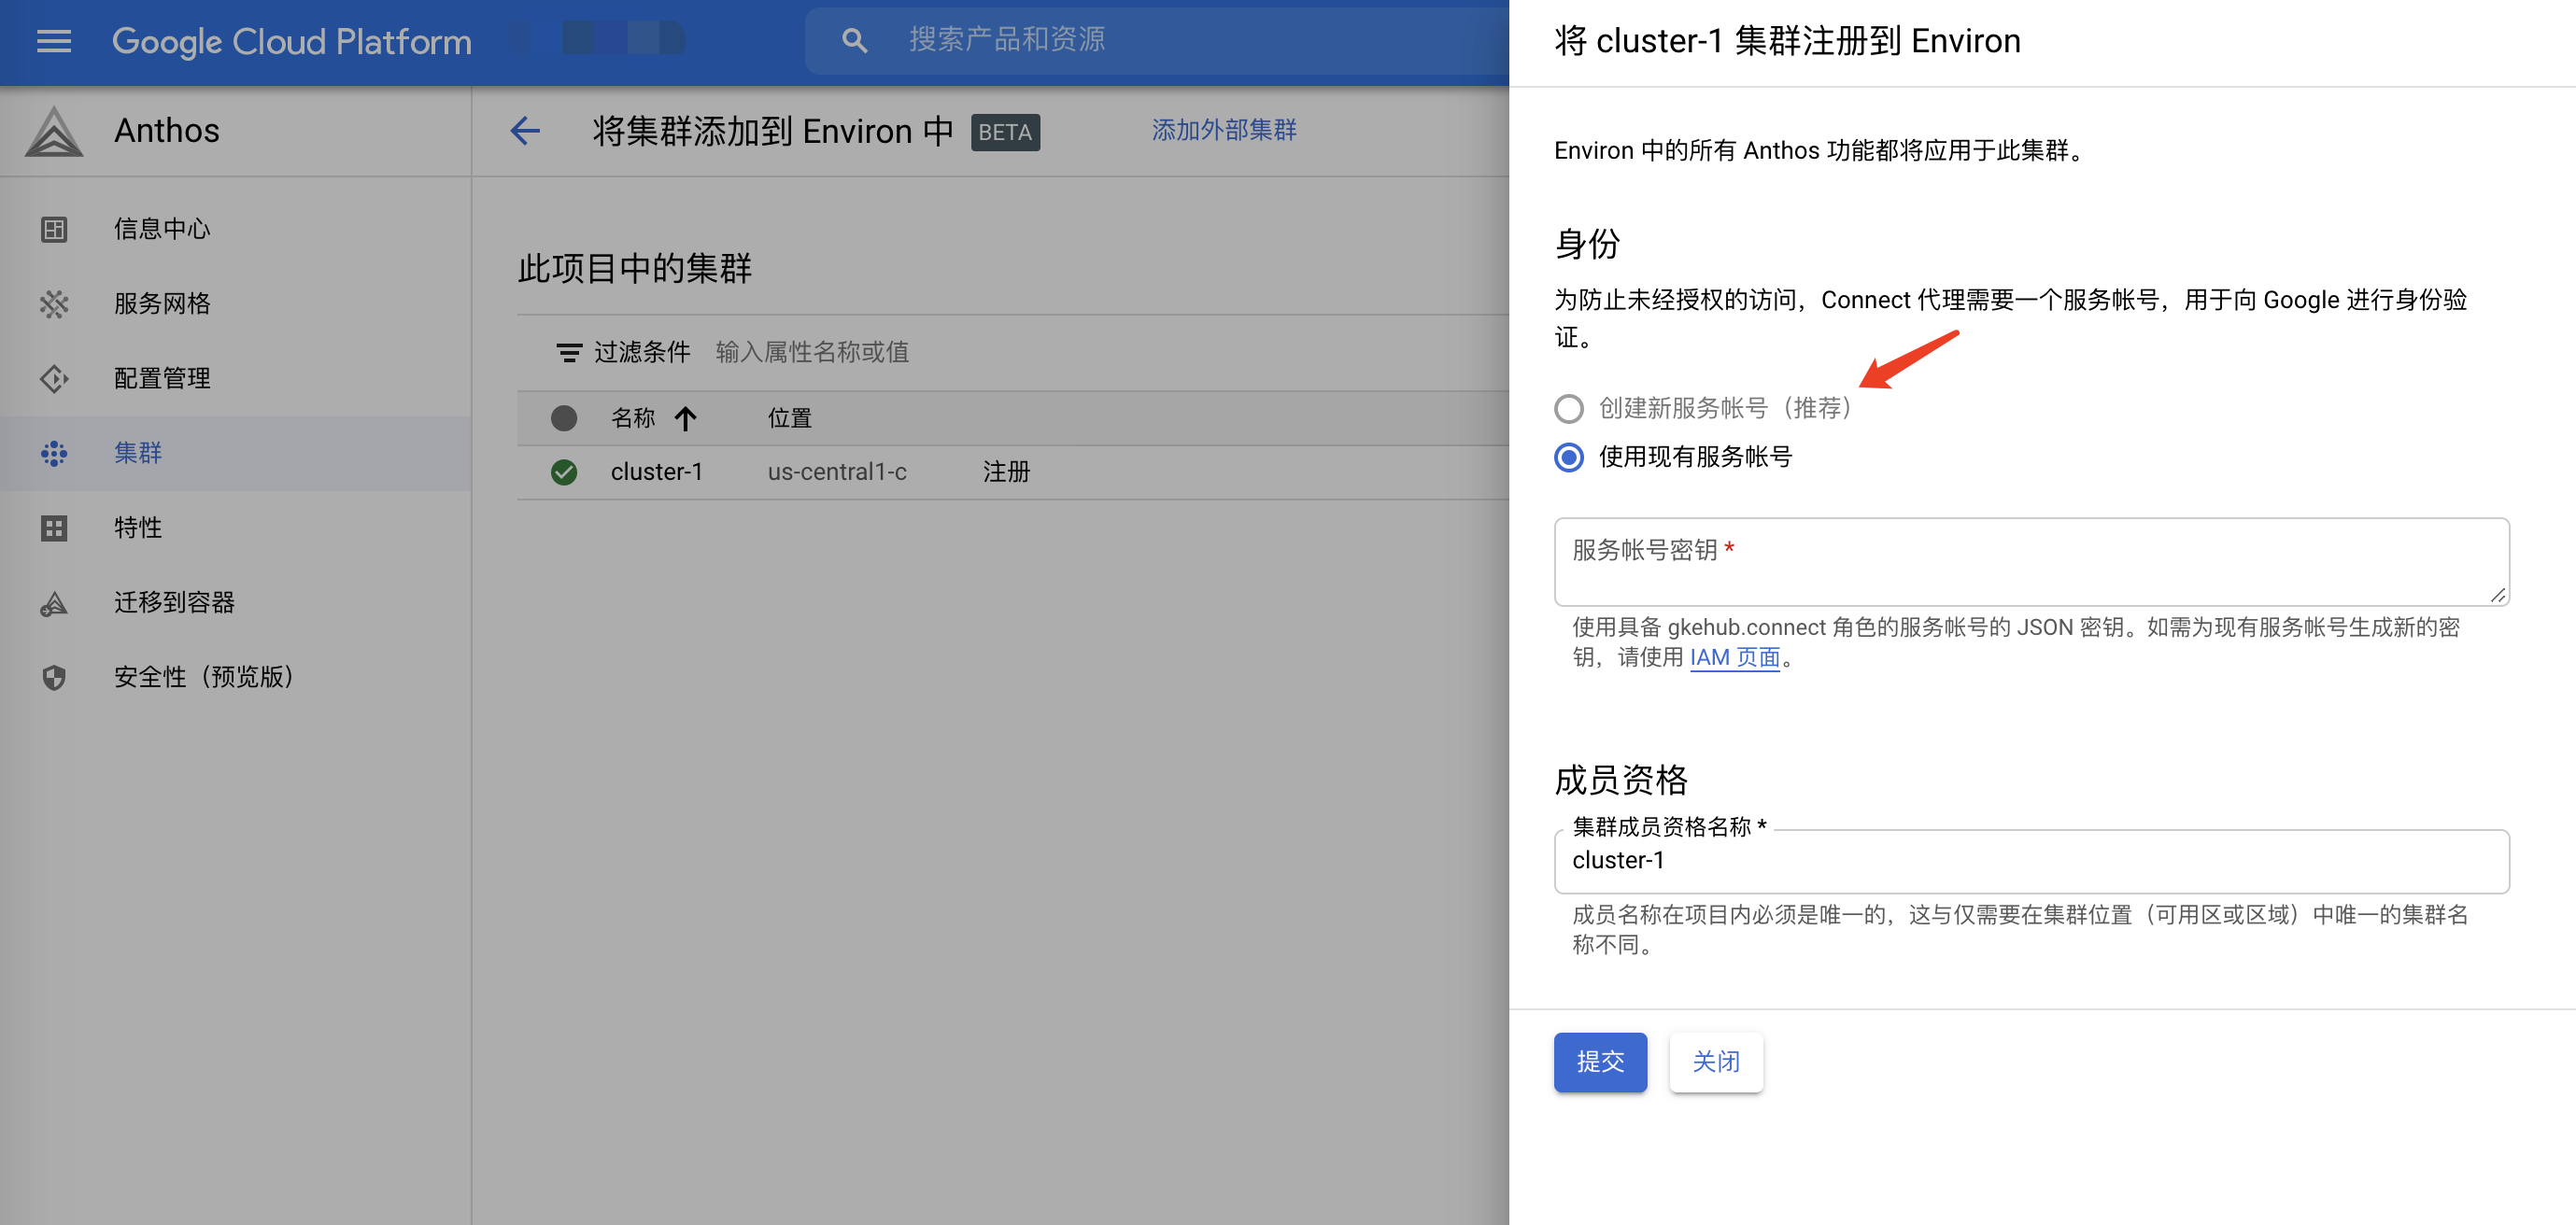 Google Cloud Platform
搜索产品和资源
Anthos
信息中心
服务网格
配置管理
集群
特性
迁移到容器
安全性（预览版）
将集群添加到 Environ 中 BETA
添加外部集群
此项目中的集群
过滤条件 输入属性名称或值
名称 位置
cluster-1 us-central1-c 注册
将 cluster-1 集群注册到 Environ
Environ 中的所有 Anthos 功能都将应用于此集群。
身份
为防止未经授权的访问，Connect 代理需要一个服务帐号，用于向 Google 进行身份验
证。
创建新服务帐号（推荐）
使用现有服务帐号
服务帐号密钥 *
使用具备 gkehub.connect 角色的服务帐号的 JSON 密钥。如需为现有服务帐号生成新的密
钥，请使用 IAM 页面。
成员资格
集群成员资格名称 *
cluster-1
成员名称在项目内必须是唯一的，这与仅需要在集群位置（可用区或区域）中唯一的集群名
称不同。
提交
关闭